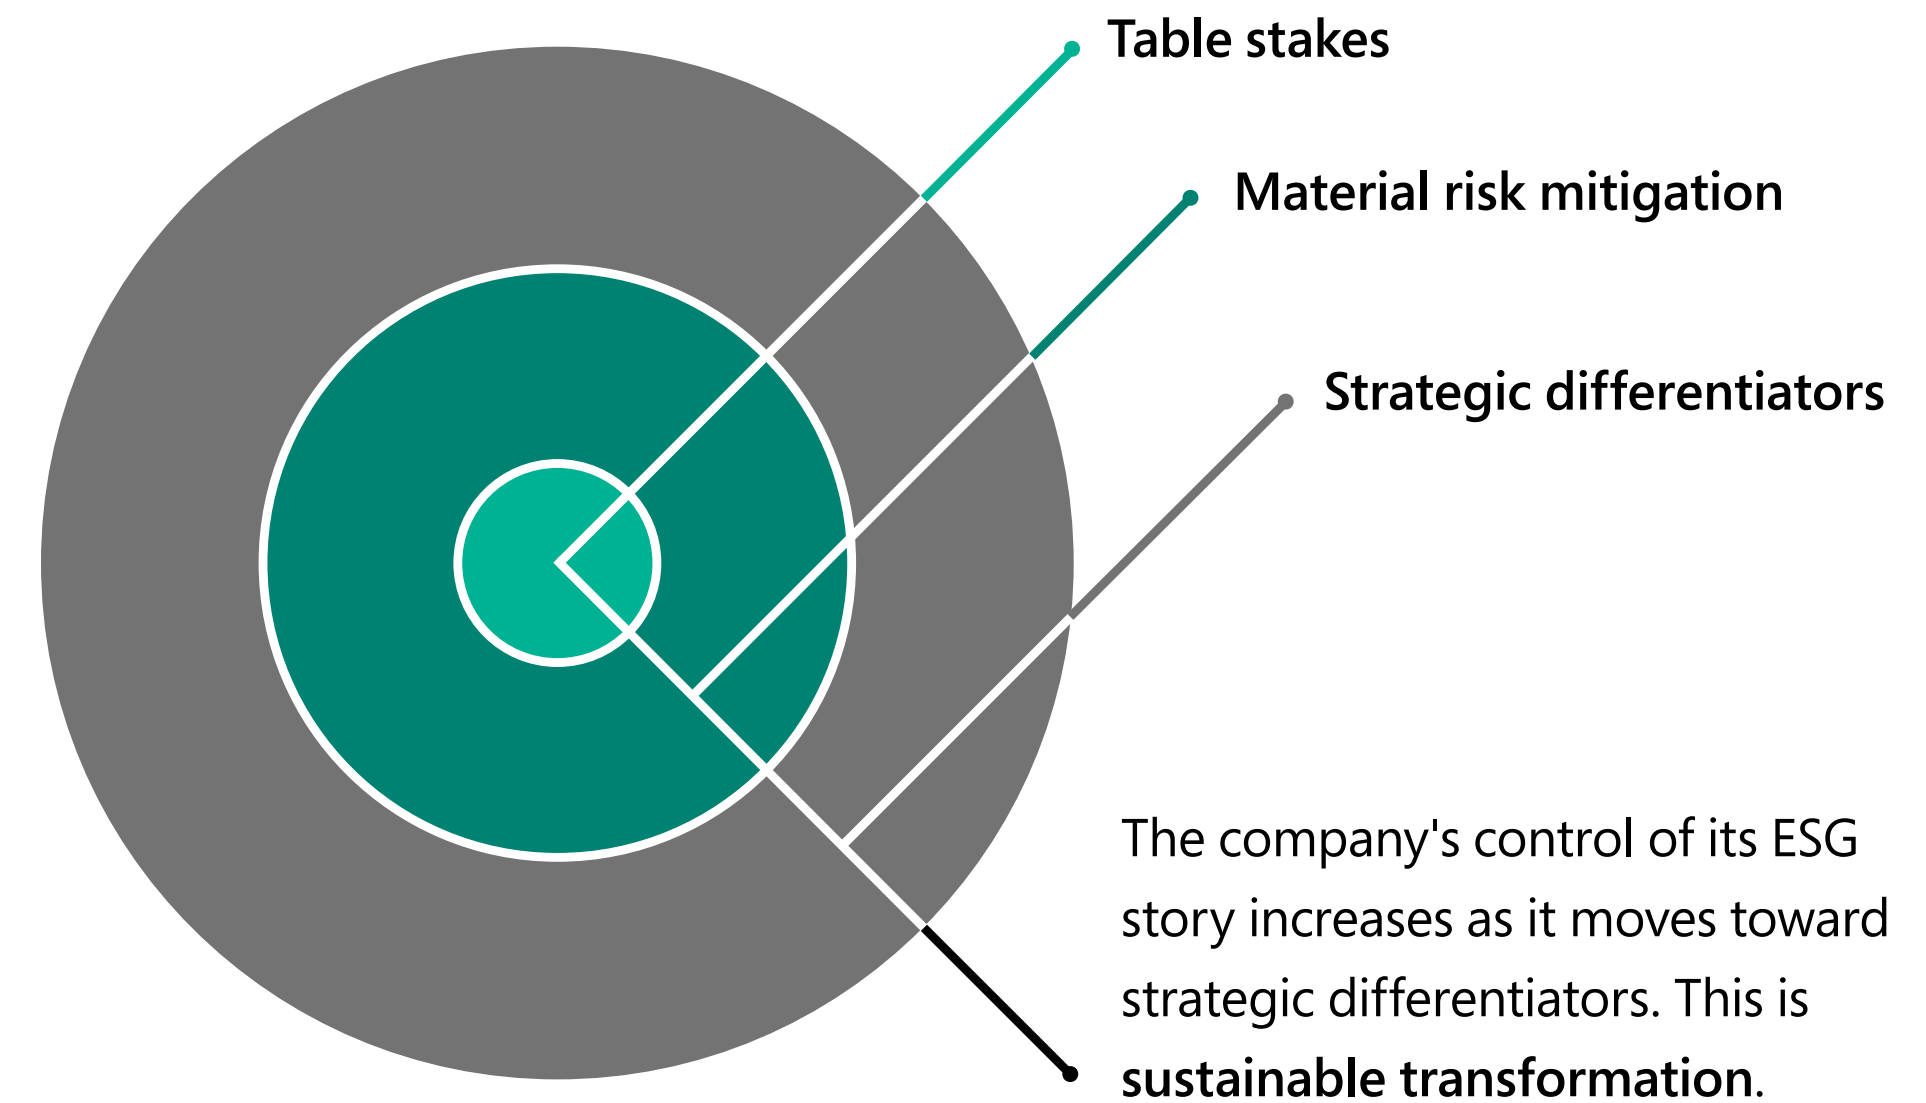 Table stakes
Material risk mitigation
Strategic differentiators
The company's control of its ESG
story increases as it moves toward
strategic differentiators. This is
sustainable transformation.